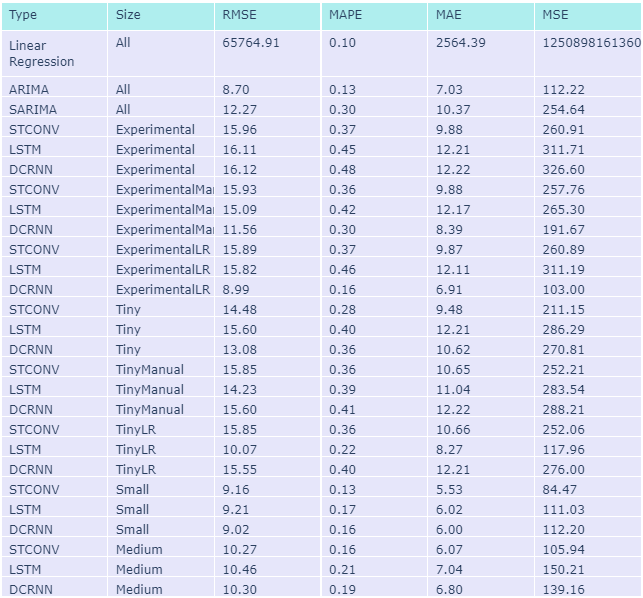 Type Size RMSE MAPE MAE MSE
Linear Regression All 65764.91 0.10 2564.39 1250898161360
ARIMA All 8.70 0.13 7.03 112.22
SARIMA All 12.27 0.30 10.37 254.64
STCONV Experimental 15.96 0.37 9.88 260.91
LSTM Experimental 16.11 0.45 12.21 311.71
DCRNN Experimental 16.12 0.48 12.22 326.60
STCONV ExperimentalMa 15.93 0.36 9.88 257.76
LSTM ExperimentalMa 15.09 0.42 12.17 265.30
DCRNN ExperimentalMa 11.56 0.30 8.39 191.67
STCONV ExperimentalLR 15.89 0.37 9.87 260.89
LSTM ExperimentalLR 15.82 0.46 12.11 311.19
DCRNN ExperimentalLR 8.99 0.16 6.91 103.00
STCONV Tiny 14.48 0.28 9.48 211.15
LSTM Tiny 15.60 0.40 12.21 286.29
DCRNN Tiny 13.08 0.36 10.62 270.81
STCONV TinyManual 15.85 0.36 10.65 252.21
LSTM TinyManual 14.23 0.39 11.04 283.54
DCRNN TinyManual 15.60 0.41 12.22 288.21
STCONV TinyLR 15.85 0.36 10.66 252.06
LSTM TinyLR 10.07 0.22 8.27 117.96
DCRNN TinyLR 15.55 0.40 12.21 276.00
STCONV Small 9.16 0.13 5.53 84.47
LSTM Small 9.21 0.17 6.02 111.03
DCRNN Small 9.02 0.16 6.00 112.20
STCONV Medium 10.27 0.16 6.07 105.94
LSTM Medium 10.46 0.21 7.04 150.21
DCRNN Medium 10.30 0.19 6.80 139.16